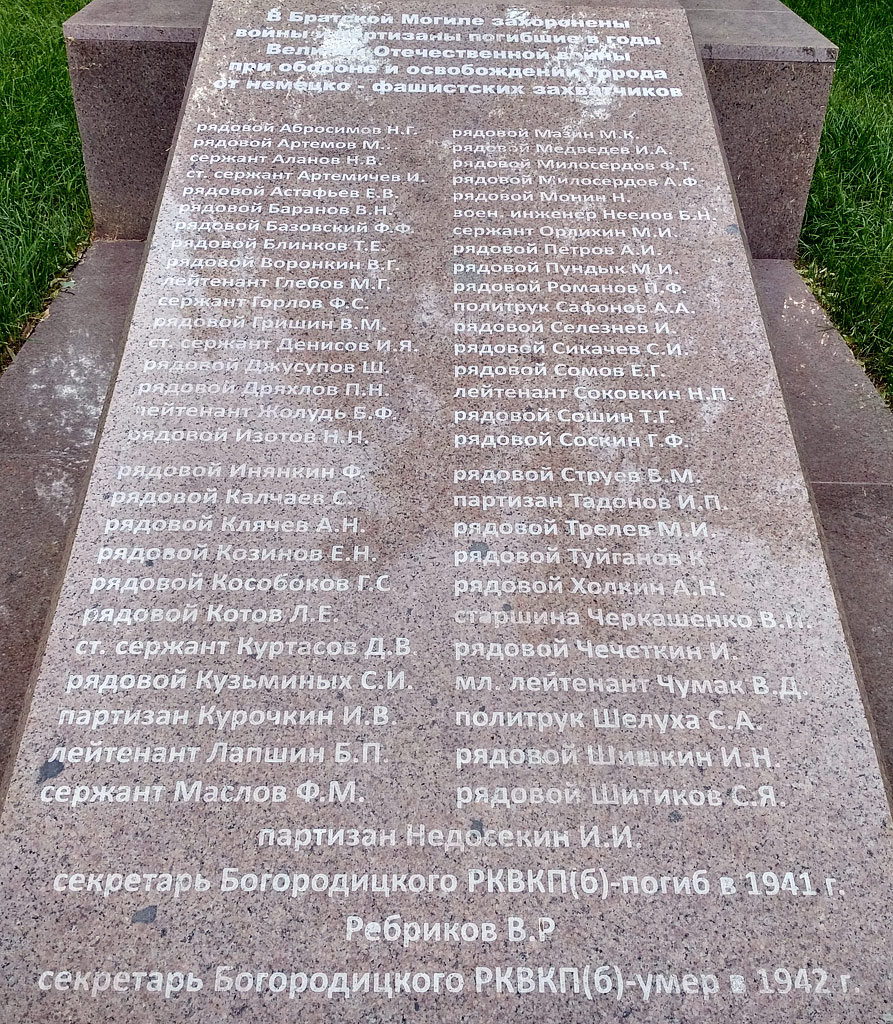 В Братской Могиле захоронены
войны и партизаны погибшие в годы
Великой Отечественной войны
при обороне и освобождении города
от немецко - фашистских захватчиков
рядовой Абросимов Н.Г.
рядовой Артемов М..
сержант Аланов Н.В.
ст. сержант Артемичев И.
рядовой Астафьев Е.В.
рядовой Баранов В.Н.
рядовой Базовский Ф.Ф.
рядовой Блинков Т.Е.
рядовой Воронкин В.Г.
лейтенант Глебов М.Г.
сержант Горлов Ф.С.
рядовой Гришин В.М.
ст. сержант Денисов И.Я.
рядовой Джусупов Ш.
рядовой Дряхлов П.Н.
лейтенант Жолудь Б.Ф.
рядовой Изотов Н.Н.
рядовой Инянкин Ф.
рядовой Калчаев С.
рядовой Клячев А.Н.
рядовой Козинов Е.Н.
рядовой Кособоков Г.С
рядовой Котов Л.Е.
ст. сержант Куртасов Д.В.
рядовой Кузьминых С.И.
партизан Курочкин И.В.
лейтенант Лапшин Б.П.
сержант Маслов Ф.М.
рядовой Мазин М.К.
рядовой Медведев И.А.
рядовой Милосердов Ф.Т.
рядовой Милосердов А.Ф.
рядовой Монин Н.
воен. инженер Неелов Б.Н.
сержант Орлихин М.И.
рядовой Петров А.И.
рядовой Пундык М.И.
рядовой Романов П.Ф.
политрук Сафонов А.А.
рядовой Селезнев И.
рядовой Сикачев С.И.
рядовой Сомов Е.Г.
лейтенант Соковкин Н.П.
рядовой Сошин Т.Г.
рядовой Соскин Г.Ф.
рядовой Струев Б.М.
партизан Тадонов И.П.
рядовой Трелев М.И.
рядовой Туйганов К
рядовой Холкин А.Н.
старшина Черкашенко В.П.
рядовой Чечеткин И.
мл. лейтенант Чумак В.Д.
политрук Шелуха С.А.
рядовой Шишкин И.Н.
рядовой Шитиков С.Я.
партизан Недосекин И.И.
секретарь Богородицкого РКВКП(б)-погиб в 1941 г.
Ребриков В.Р
секретарь Богородицкого РКВКП(б)-умер в 1942 г.